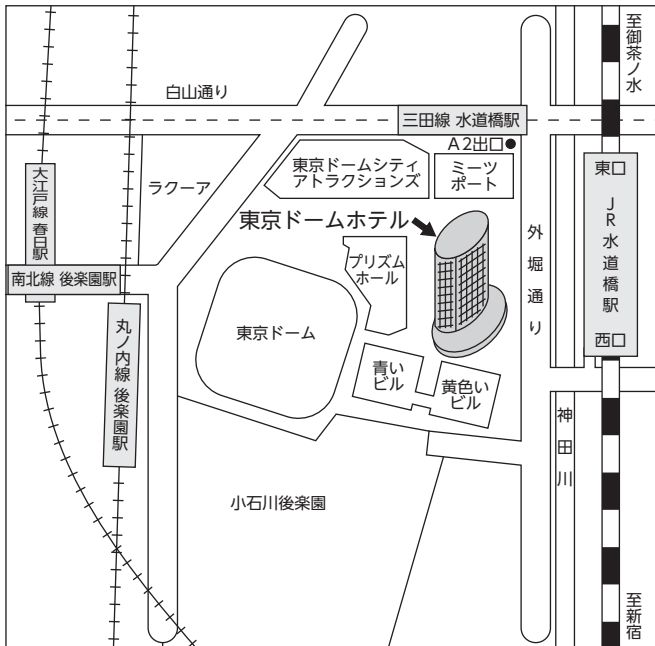 至御茶ノ水
白山通り
三田線 水道橋駅
A2出口
東京ドームシティ
アトラクションズ
ミーツ
ポート
東口
大江戸線 春日駅
ラクーア
東京ドームホテル
JR水道橋駅
外堀通り
プリズム
ホール
南北線 後楽園駅
東京ドーム
丸ノ内線 後楽園駅
西口
青い
ビル
黄色い
ビル
神田川
小石川後楽園
至新宿